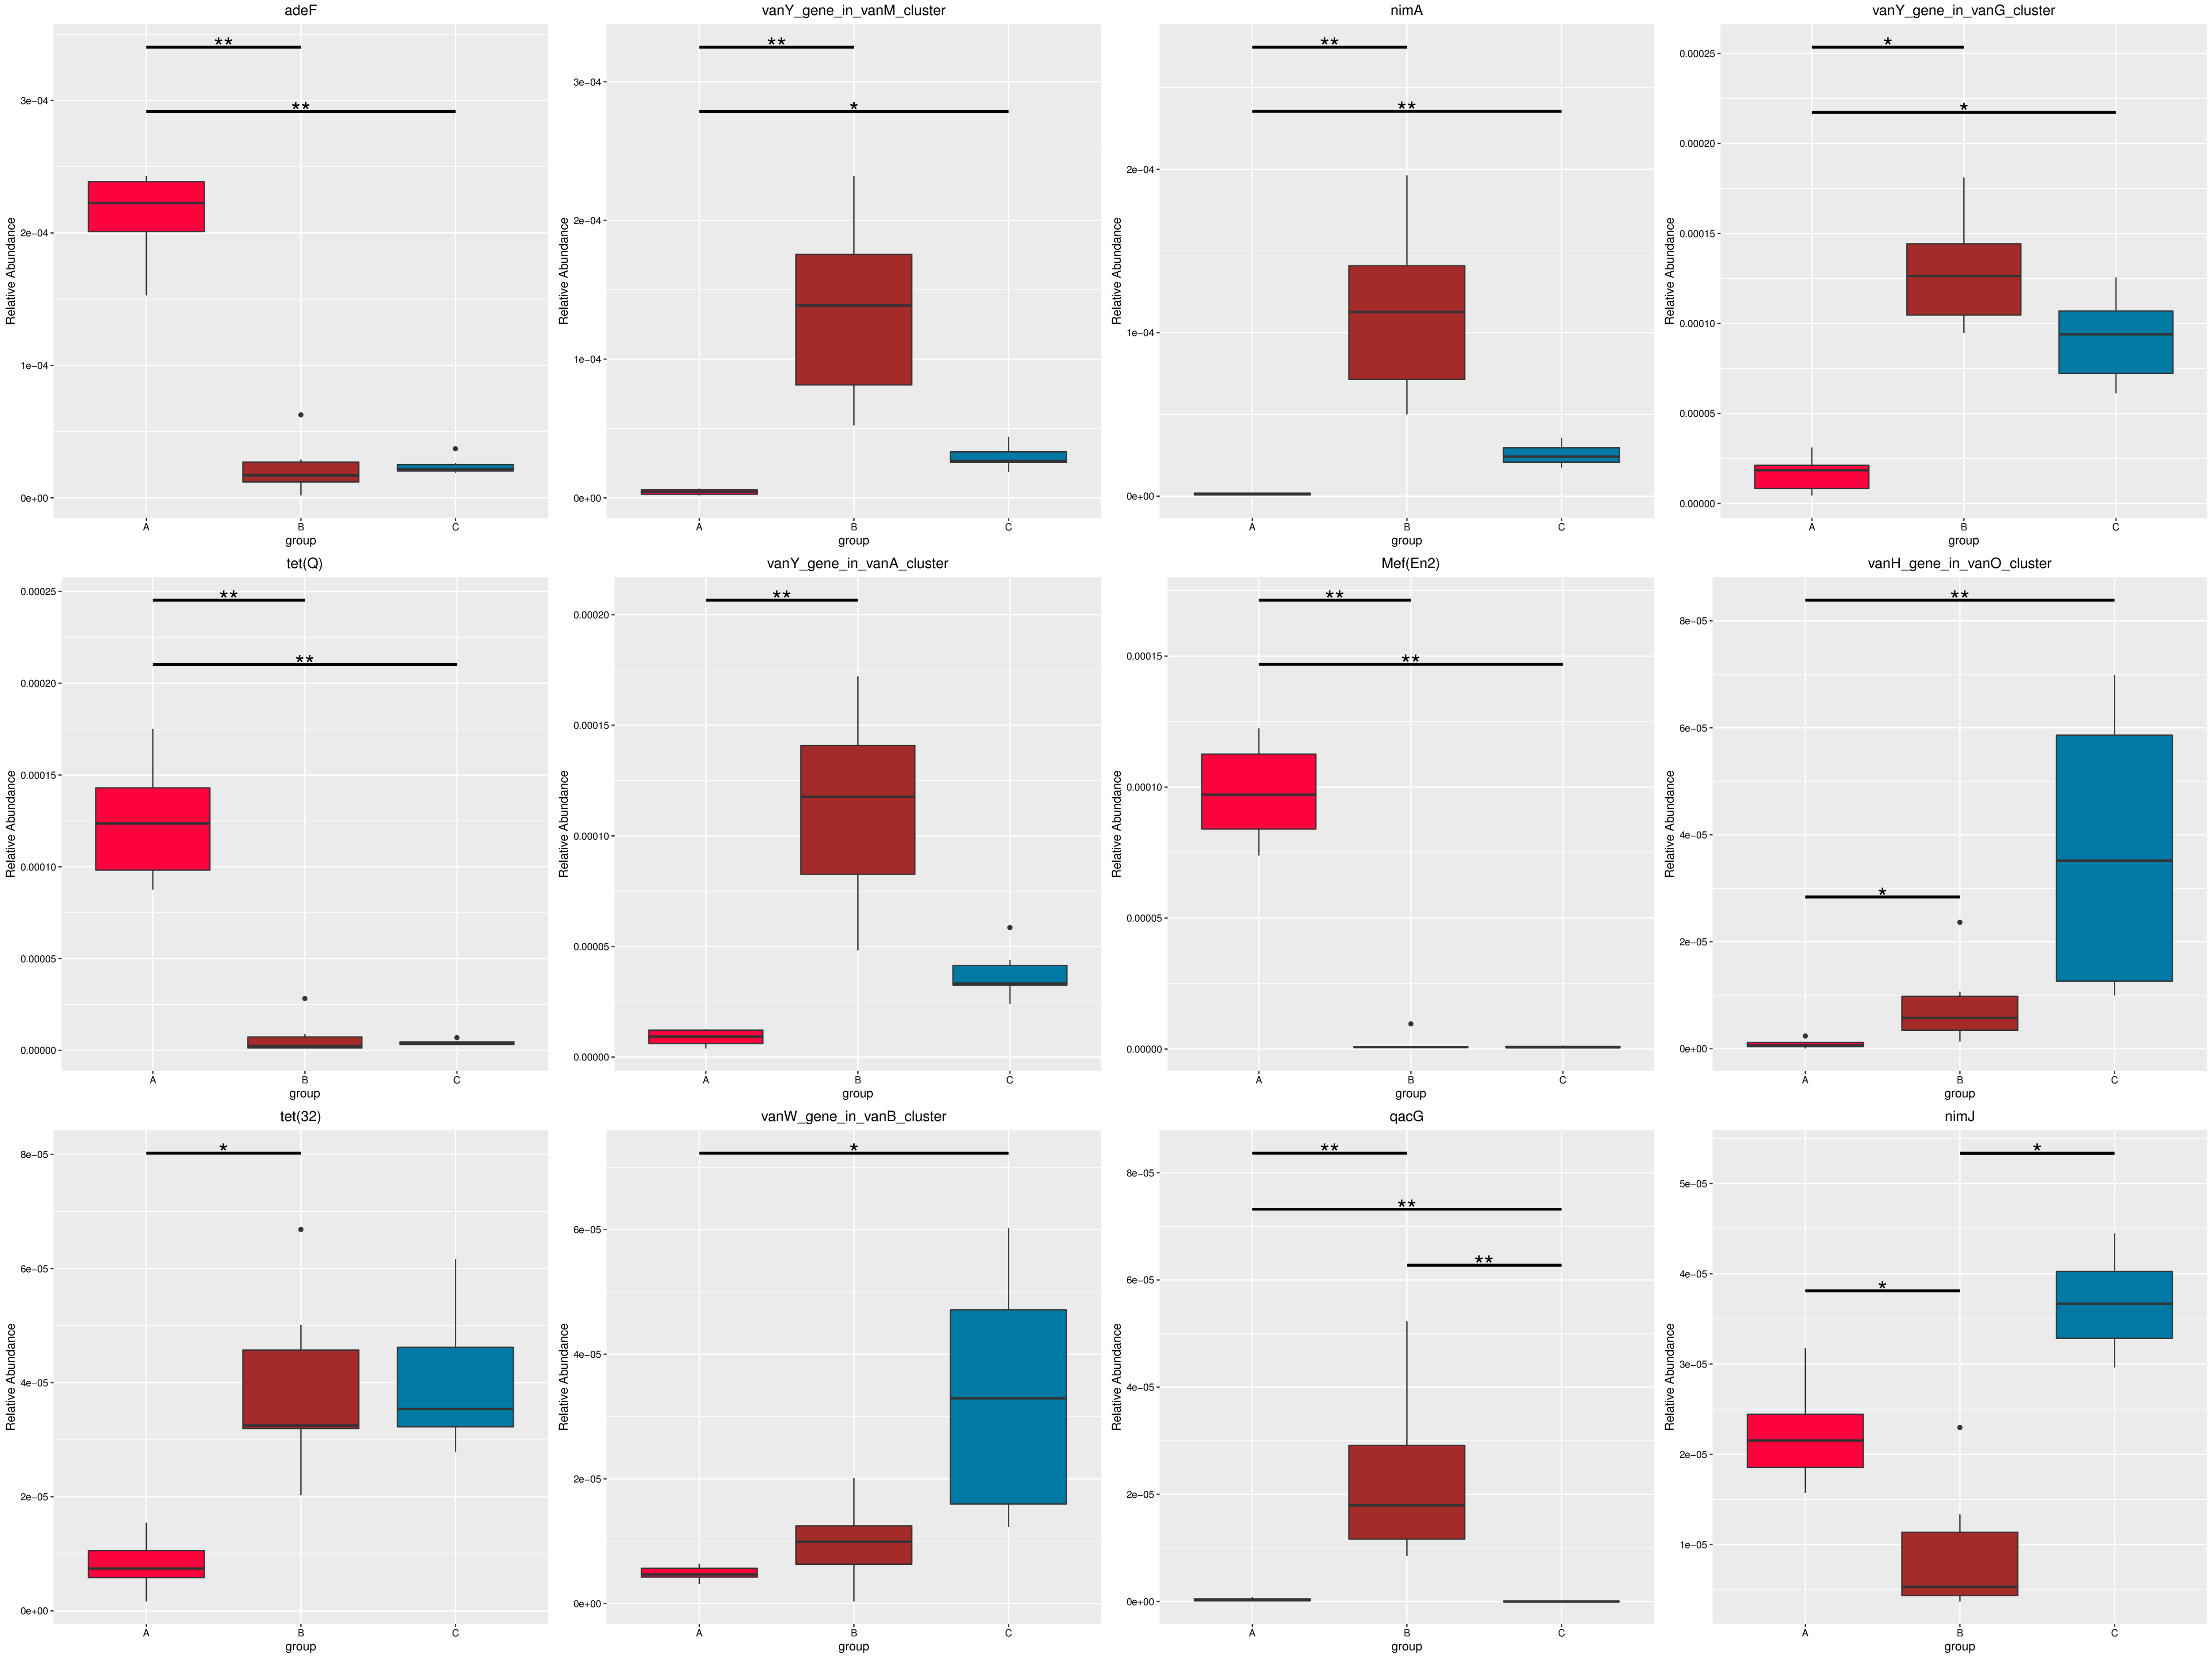 adeF
vanY_gene_in_vanM_cluster
nimA
vanY_gene_in_vanG_cluster
**
**
3e−04
2e−04
1e−04
0e+00
Relative Abundance
A B C
group
**
*
3e−04
2e−04
1e−04
0e+00
Relative Abundance
A B C
group
**
**
2e−04
1e−04
0e+00
Relative Abundance
A B C
group
*
*
0.00025
0.00020
0.00015
0.00010
0.00005
0.00000
Relative Abundance
A B C
group
tet(Q)
vanY_gene_in_vanA_cluster
Mef(En2)
vanH_gene_in_vanO_cluster
**
**
0.00025
0.00020
0.00015
0.00010
0.00005
0.00000
Relative Abundance
A B C
group
**
0.00020
0.00015
0.00010
0.00005
0.00000
Relative Abundance
A B C
group
**
**
0.00015
0.00010
0.00005
0.00000
Relative Abundance
A B C
group
**
*
8e−05
6e−05
4e−05
2e−05
0e+00
Relative Abundance
A B C
group
tet(32)
vanW_gene_in_vanB_cluster
qacG
nimJ
*
8e−05
6e−05
4e−05
2e−05
0e+00
Relative Abundance
A B C
group
*
6e−05
4e−05
2e−05
0e+00
Relative Abundance
A B C
group
**
**
**
8e−05
6e−05
4e−05
2e−05
0e+00
Relative Abundance
A B C
group
*
*
5e−05
4e−05
3e−05
2e−05
1e−05
Relative Abundance
A B C
group